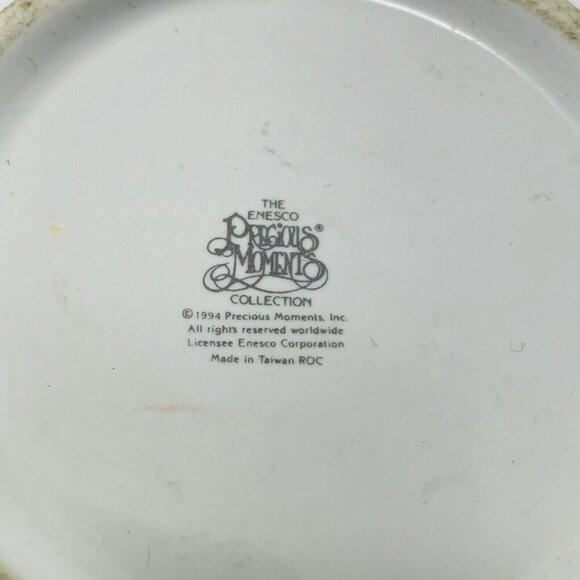 THE
ENESCO
PRECIOUS®
MOMENTS
COLLECTION
©1994 Precious Moments, Inc.
All rights reserved worldwide
Licensee Enesco Corporation
Made in Taiwan ROC